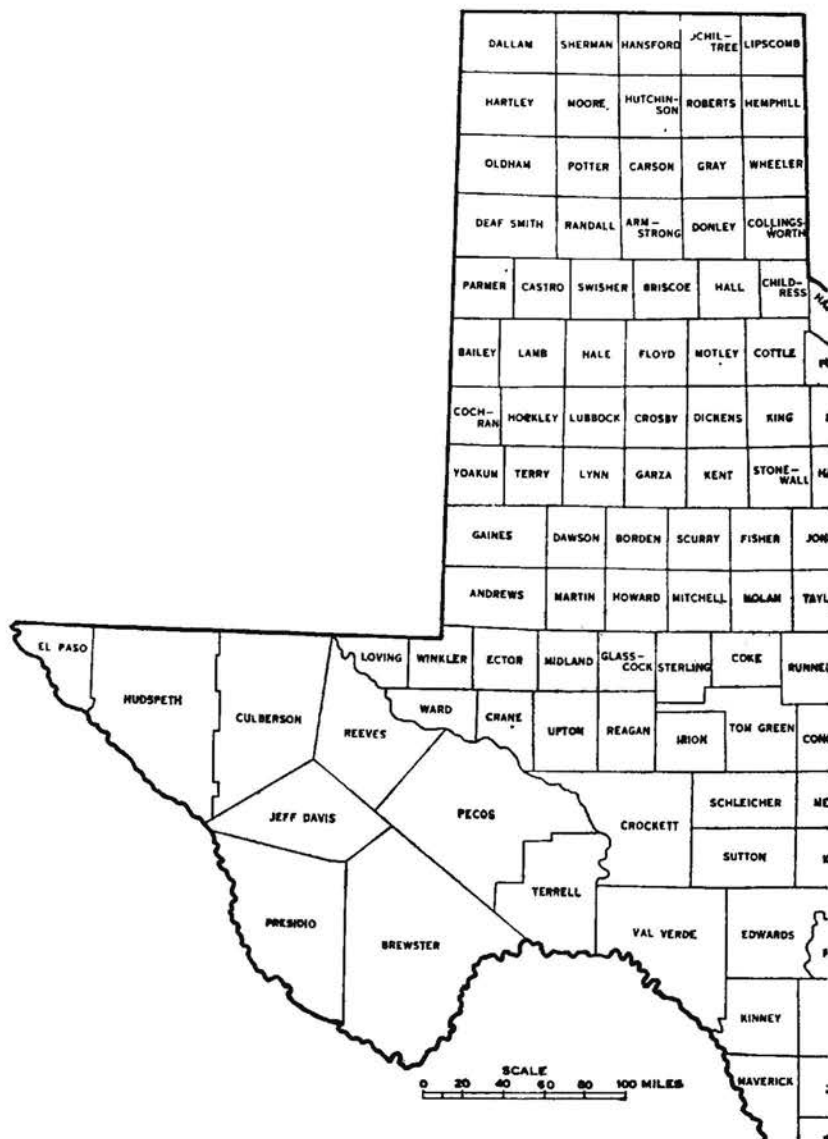 DALLAM SHERMAN HANSFORD OCHIL-
TREE LIPSCOMB
HARTLEY MOORE HUTCHIN-
SON ROBERTS HEMPHILL
OLDHAM POTTER CARSON GRAY WHEELER
DEAF SMITH RANDALL ARM-
STRONG DONLEY COLLINGS-
WORTH
PARMER CASTRO SWISHER BRISCOE HALL CHILD-
RESS
BAILEY LAMB HALE FLOYD MOTLEY COTTLE
COCH-
RAN HOCKLEY LUBBOCK CROSBY DICKENS KING
YOAKUM TERRY LYNN GARZA KENT STONE-
WALL
GAINES DAWSON BORDEN SCURRY FISHER JON
ANDREWS MARTIN HOWARD MITCHELL NOLAN TAYL
EL PASO LOVING WINKLER ECTOR MIDLAND GLASS-
COCK STERLING COKE RUNNE
HUDSPETH CULBERSON REEVES WARD CRANE UPTON REAGAN IRION TOM GREEN CONC
JEFF DAVIS PECOS CROCKETT SCHLEICHER ME
SUTTON
TERRELL
PRESIDIO BREWSTER VAL VERDE EDWARDS
KINNEY
MAVERICK
SCALE
0 20 40 60 80 100 MILES